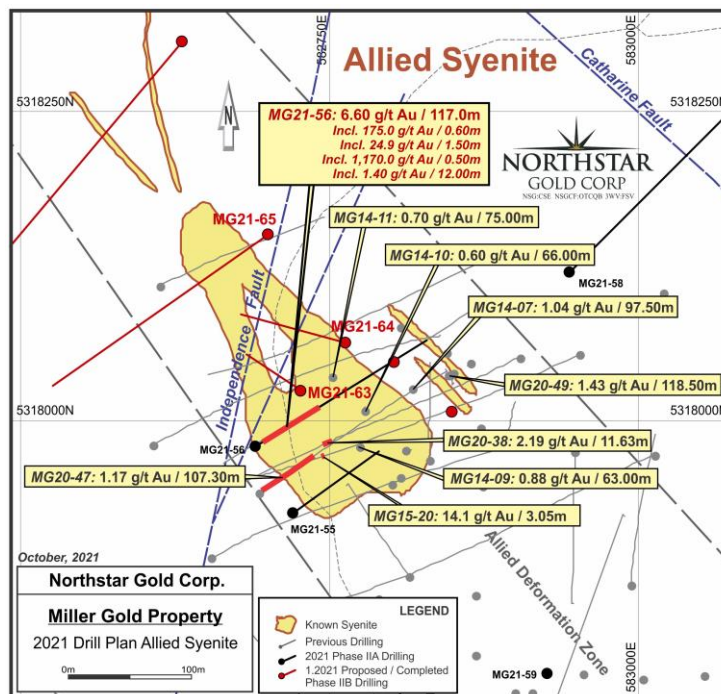 582750E
583000E
Allied Syenite
Catharine Fault
5318250N
5318250N
N
MG21-56: 6.60 g/t Au / 117.0m
Incl. 175.0 g/t Au / 0.60m
Incl. 24.9 g/t Au / 1.50m
Incl. 1,170.0 g/t Au / 0.50m
Incl. 1.40 g/t Au / 12.00m
NORTHSTAR
GOLD CORP
NSG:CSE NSGCF:OTCQB 3WV:FSV
MG21-65
MG14-11: 0.70 g/t Au / 75.00m
MG14-10: 0.60 g/t Au / 66.00m
MG21-58
Independence Fault
MG14-07: 1.04 g/t Au / 97.50m
MG21-64
MG20-49: 1.43 g/t Au / 118.50m
MG21-63
5318000N
5318000N
MG21-56
MG20-38: 2.19 g/t Au / 11.63m
MG20-47: 1.17 g/t Au / 107.30m
MG14-09: 0.88 g/t Au / 63.00m
MG15-20: 14.1 g/t Au / 3.05m
MG21-55
Allied Deformation Zone
October, 2021
Northstar Gold Corp.
Miller Gold Property
2021 Drill Plan Allied Syenite
0m
100m
LEGEND
Known Syenite
Previous Drilling
2021 Phase IIA Drilling
1.2021 Proposed / Completed
Phase IIB Drilling
MG21-59
583000E